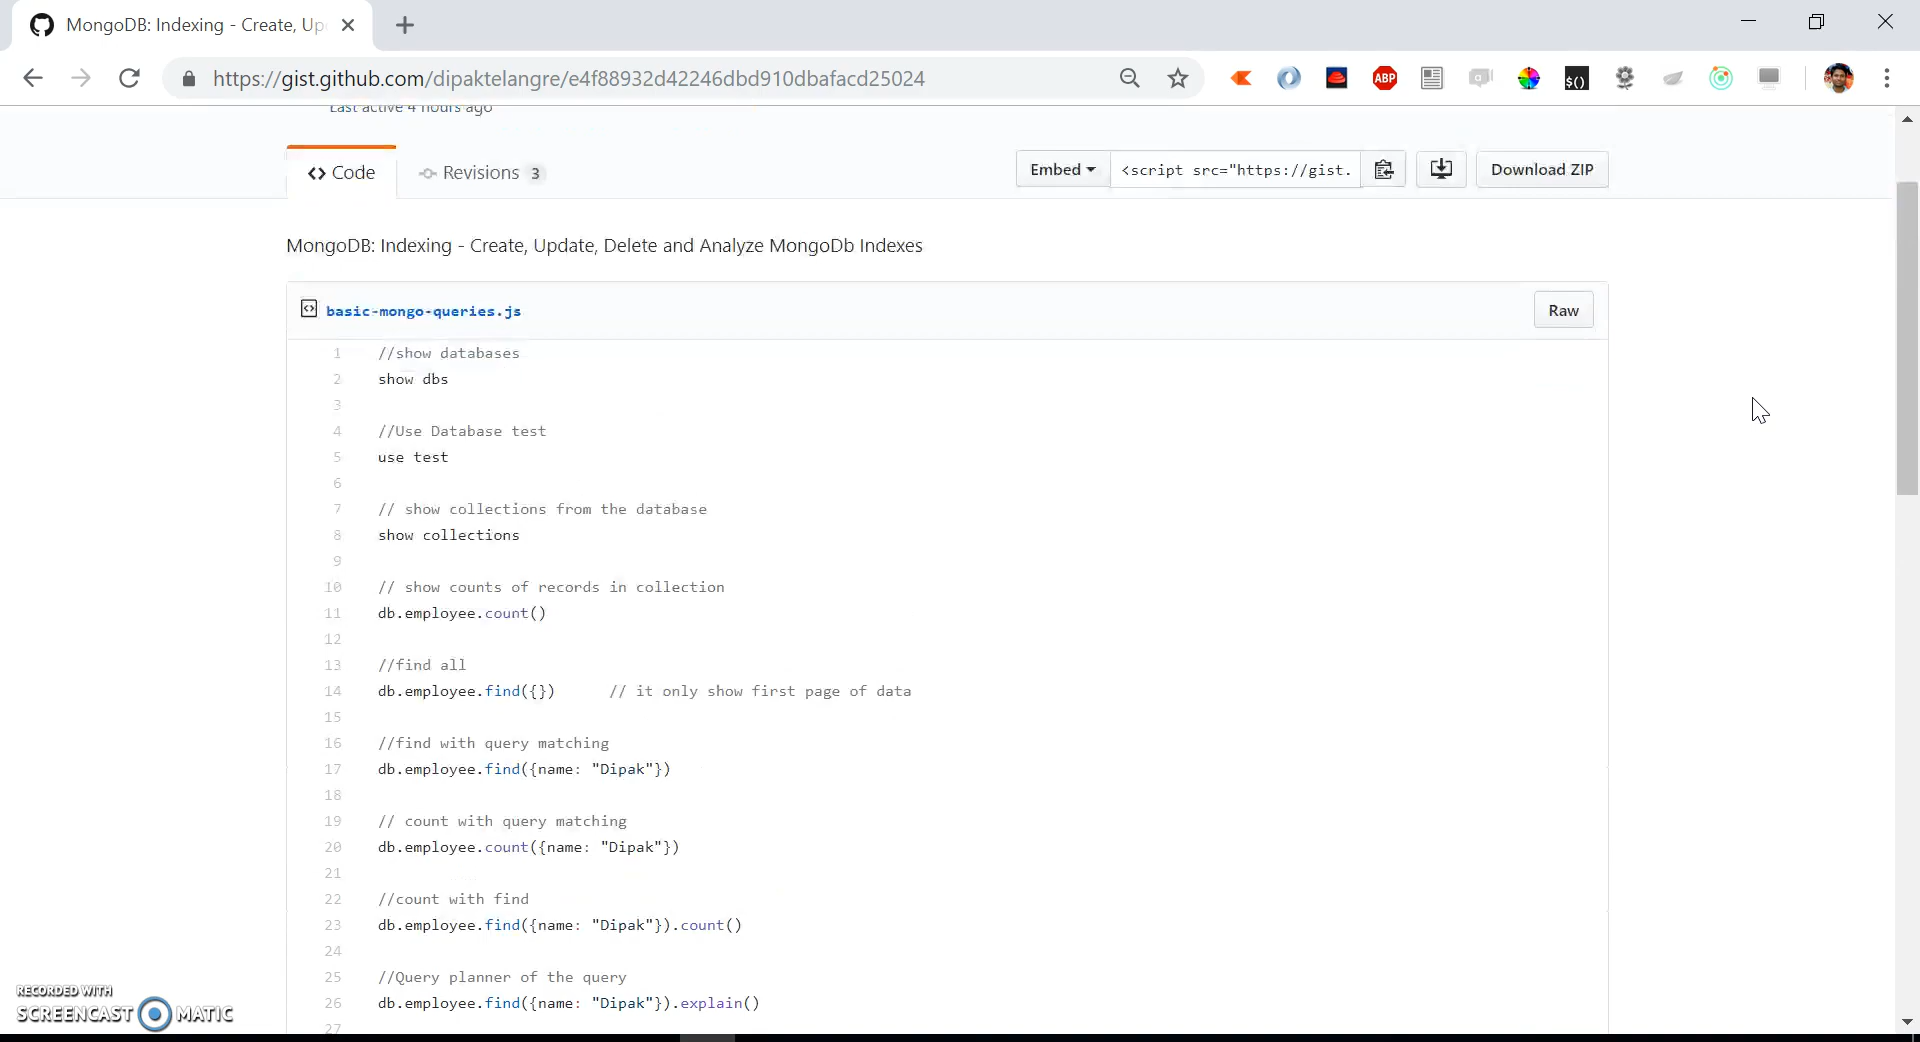 MongoDB: Indexing - Create, Up
https://gist.github.com/dipaktelangre/e4f88932d42246dbd910dbafacd25024
ABP
$()
Last active 4 hours ago
Code
Revisions 3
Embed
<script src="https://gist.
Download ZIP
MongoDB: Indexing - Create, Update, Delete and Analyze MongoDb Indexes
basic-mongo-queries.js
Raw
1 //show databases
2 show dbs
3
4 //Use Database test
5 use test
6
7 // show collections from the database
8 show collections
9
10 // show counts of records in collection
11 db.employee.count()
12
13 //find all
14 db.employee.find({}) // it only show first page of data
15
16 //find with query matching
17 db.employee.find({name: "Dipak"})
18
19 // count with query matching
20 db.employee.count({name: "Dipak"})
21
22 //count with find
23 db.employee.find({name: "Dipak"}).count()
24
25 //Query planner of the query
26 db.employee.find({name: "Dipak"}).explain()
27
RECORDED WITH
SCREENCAST MATIC